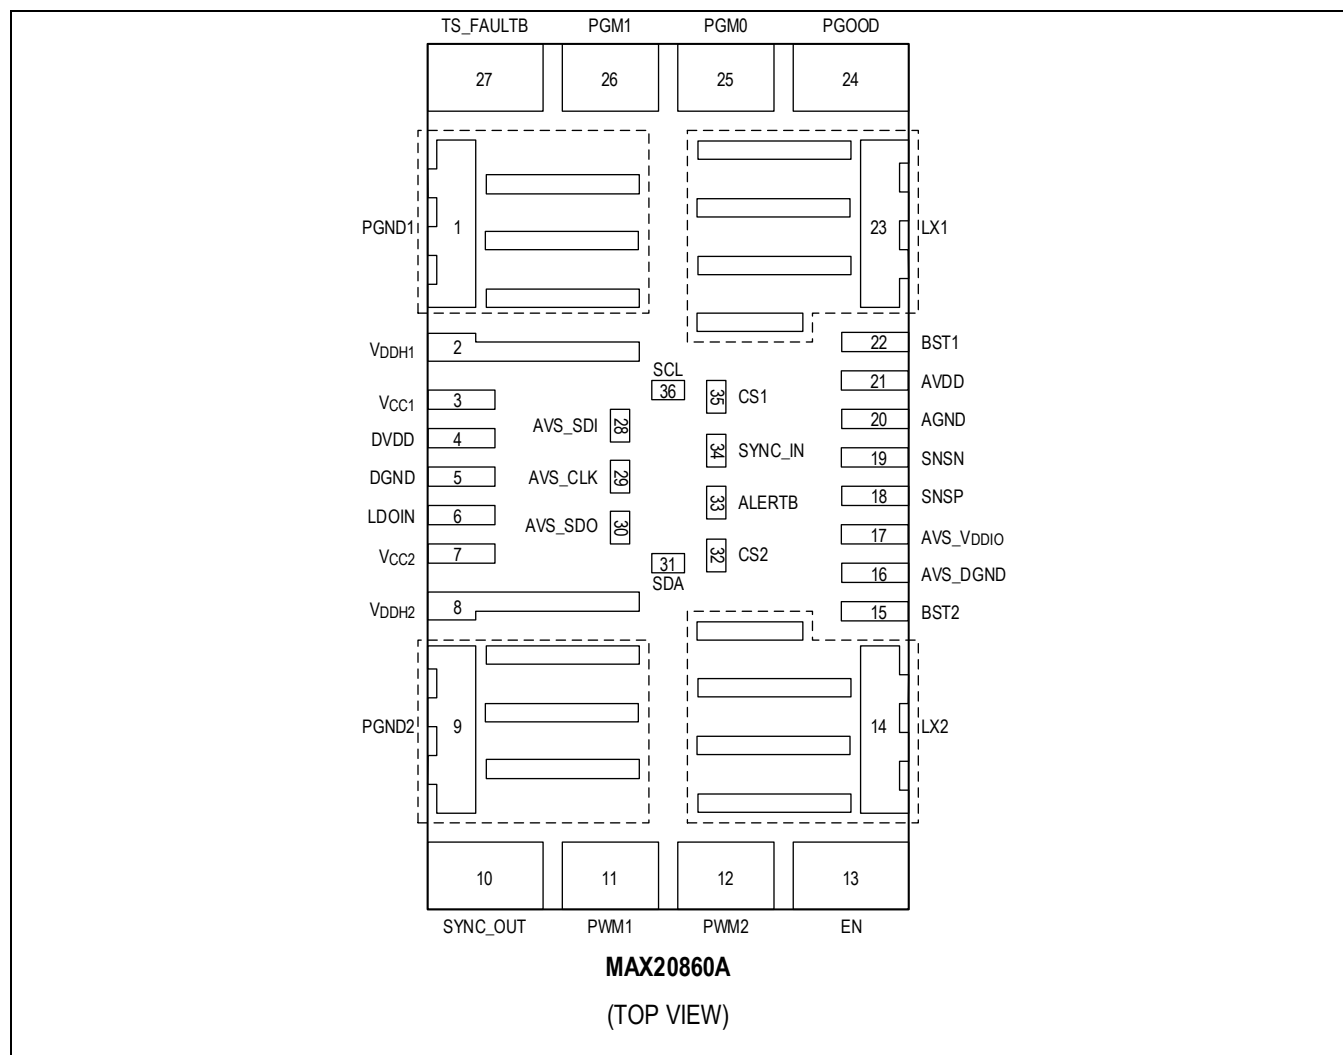 TS_FAULTB PGM1 PGM0 PGOOD
27 26 25 24
PGND1 1 23 LX1
VDDH1 2 22 BST1
SCL
36
21 AVDD
VCC1 3 35 CS1
AVS_SDI 28 20 AGND
DVDD 4 34 SYNC_IN 19 SNSN
DGND 5 AVS_CLK 29
LDOIN 6 33 ALERTB 18 SNSP
AVS_SDO 30 17 AVS_VDDIO
VCC2 7 32 CS2
31
SDA
16 AVS_DGND
VDDH2 8 15 BST2
PGND2 9 14 LX2
10 11 12 13
SYNC_OUT PWM1 PWM2 EN
MAX20860A
(TOP VIEW)